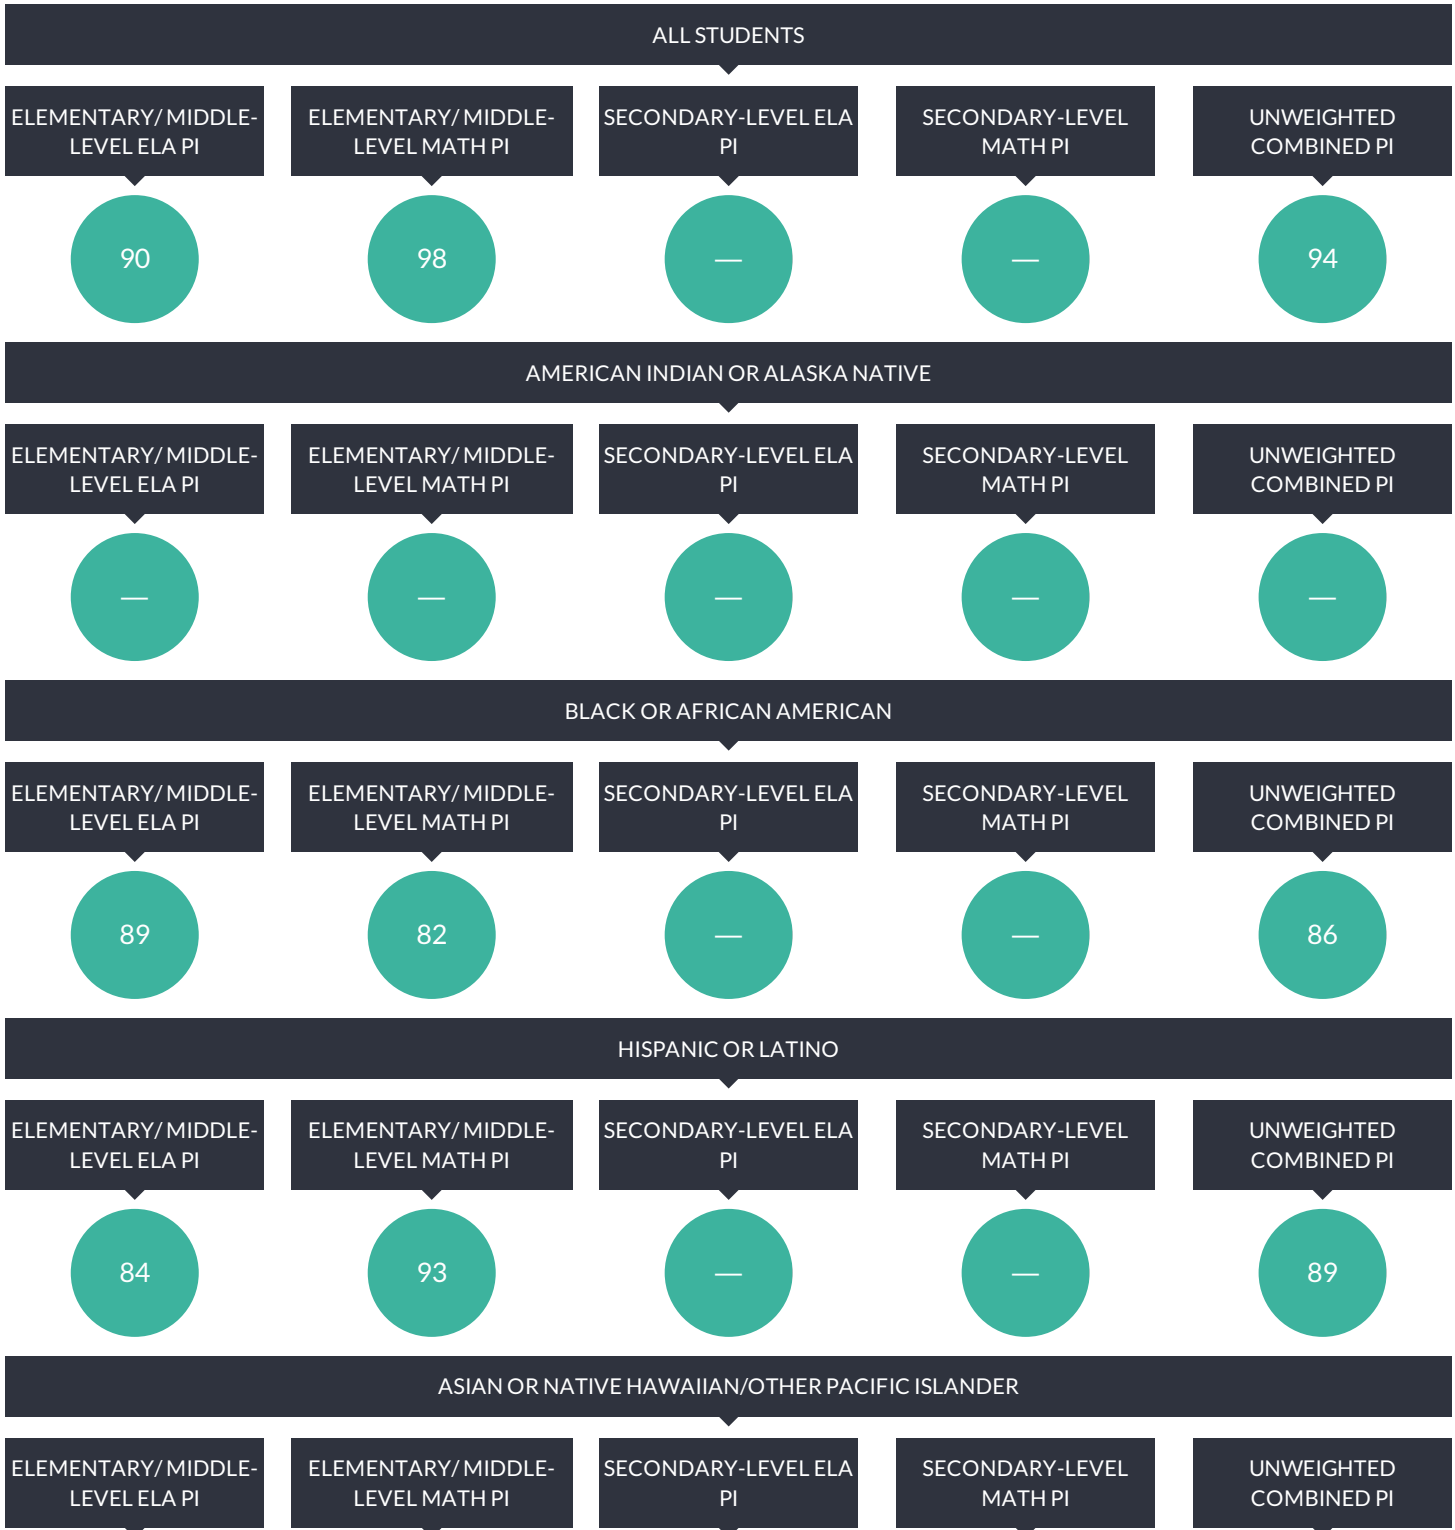 ALL STUDENTS
ELEMENTARY/ MIDDLE-
LEVEL ELA PI
ELEMENTARY/ MIDDLE-
LEVEL MATH PI
SECONDARY-LEVEL ELA
PI
SECONDARY-LEVEL
MATH PI
UNWEIGHTED
COMBINED PI
90
98
—
—
94
AMERICAN INDIAN OR ALASKA NATIVE
ELEMENTARY/ MIDDLE-
LEVEL ELA PI
ELEMENTARY/ MIDDLE-
LEVEL MATH PI
SECONDARY-LEVEL ELA
PI
SECONDARY-LEVEL
MATH PI
UNWEIGHTED
COMBINED PI
—
—
—
—
—
BLACK OR AFRICAN AMERICAN
ELEMENTARY/ MIDDLE-
LEVEL ELA PI
ELEMENTARY/ MIDDLE-
LEVEL MATH PI
SECONDARY-LEVEL ELA
PI
SECONDARY-LEVEL
MATH PI
UNWEIGHTED
COMBINED PI
89
82
—
—
86
HISPANIC OR LATINO
ELEMENTARY/ MIDDLE-
LEVEL ELA PI
ELEMENTARY/ MIDDLE-
LEVEL MATH PI
SECONDARY-LEVEL ELA
PI
SECONDARY-LEVEL
MATH PI
UNWEIGHTED
COMBINED PI
84
93
—
—
89
ASIAN OR NATIVE HAWAIIAN/OTHER PACIFIC ISLANDER
ELEMENTARY/ MIDDLE-
LEVEL ELA PI
ELEMENTARY/ MIDDLE-
LEVEL MATH PI
SECONDARY-LEVEL ELA
PI
SECONDARY-LEVEL
MATH PI
UNWEIGHTED
COMBINED PI